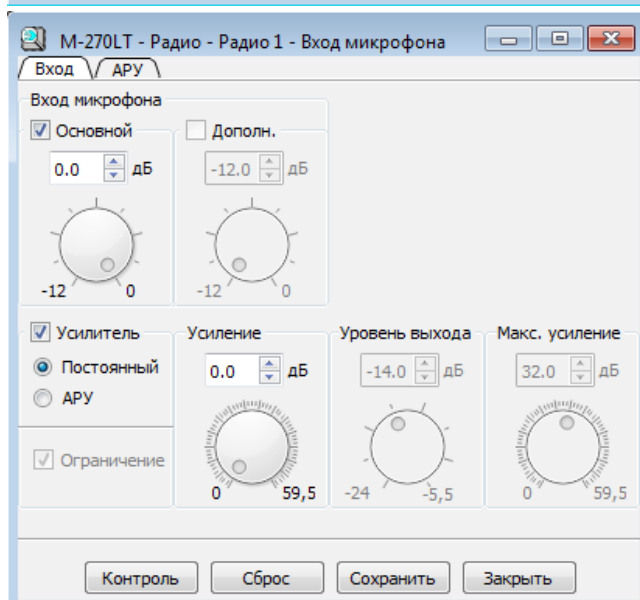 M-270LT - Радио - Радио 1 - Вход микрофона
Вход АРУ
Вход микрофона
Основной Дополн.
0.0 дБ -12.0 дБ
-12 0 -12 0
Усилитель Усиление Уровень выхода Макс. усиление
Постоянный 0.0 дБ -14.0 дБ 32.0 дБ
АРУ
Ограничение
0 59,5 -24 -5,5 0 59,5
Контроль Сброс Сохранить Закрыть